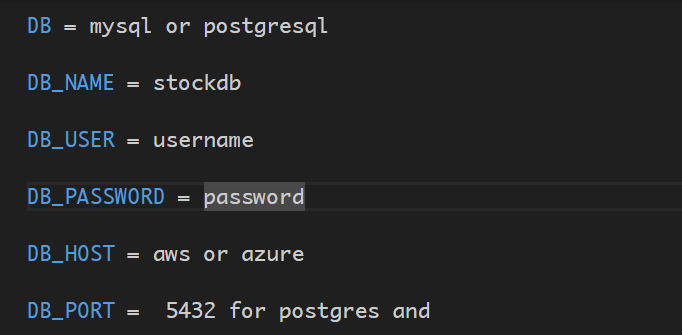 DB = mysql or postgresql
DB_NAME = stockdb
DB_USER = username
DB_PASSWORD = password
DB_HOST = aws or azure
DB_PORT =  5432 for postgres and